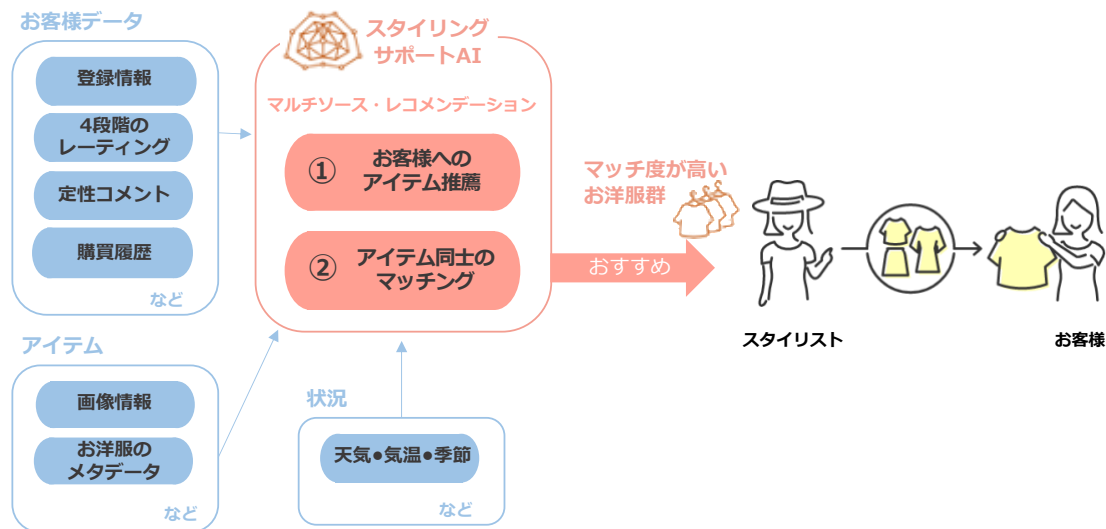 お客様データ
登録情報
4段階の
レーティング
定性コメント
購買履歴
など
アイテム
画像情報
お洋服の
メタデータ
など
スタイリング
サポートAI
マルチソース・レコメンデーション
①
お客様への
アイテム推薦
②
アイテム同士の
マッチング
状況
天気●気温●季節
など
マッチ度が高い
お洋服群
おすすめ
スタイリスト
お客様